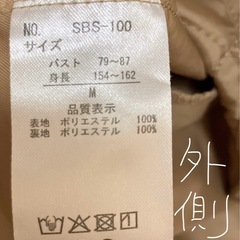 NO. SBS-100
サイズ
バスト 79~87
身長 154~162
M
品質表示
表地 ポリエステル 100%
裏地 ポリエステル 100%
外側